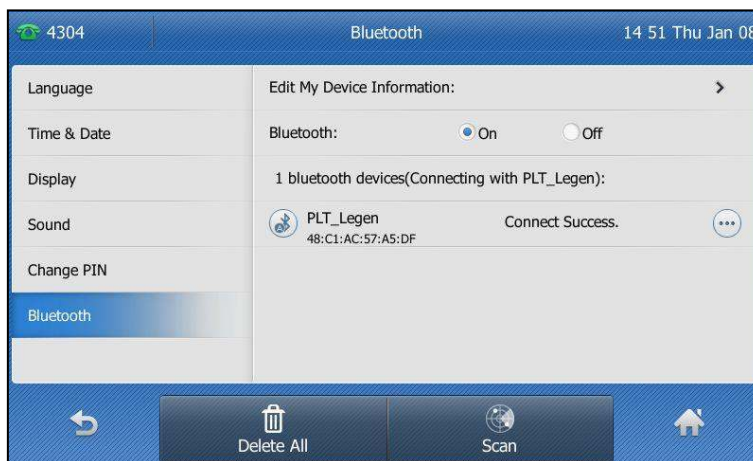 4304 Bluetooth 14 51 Thu Jan 08
Language
Time & Date
Display
Sound
Change PIN
Bluetooth
Edit My Device Information:
Bluetooth: On Off
1 bluetooth devices(Connecting with PLT_Legen):
PLT_Legen Connect Success.
48:C1:AC:57:A5:DF
Delete All Scan